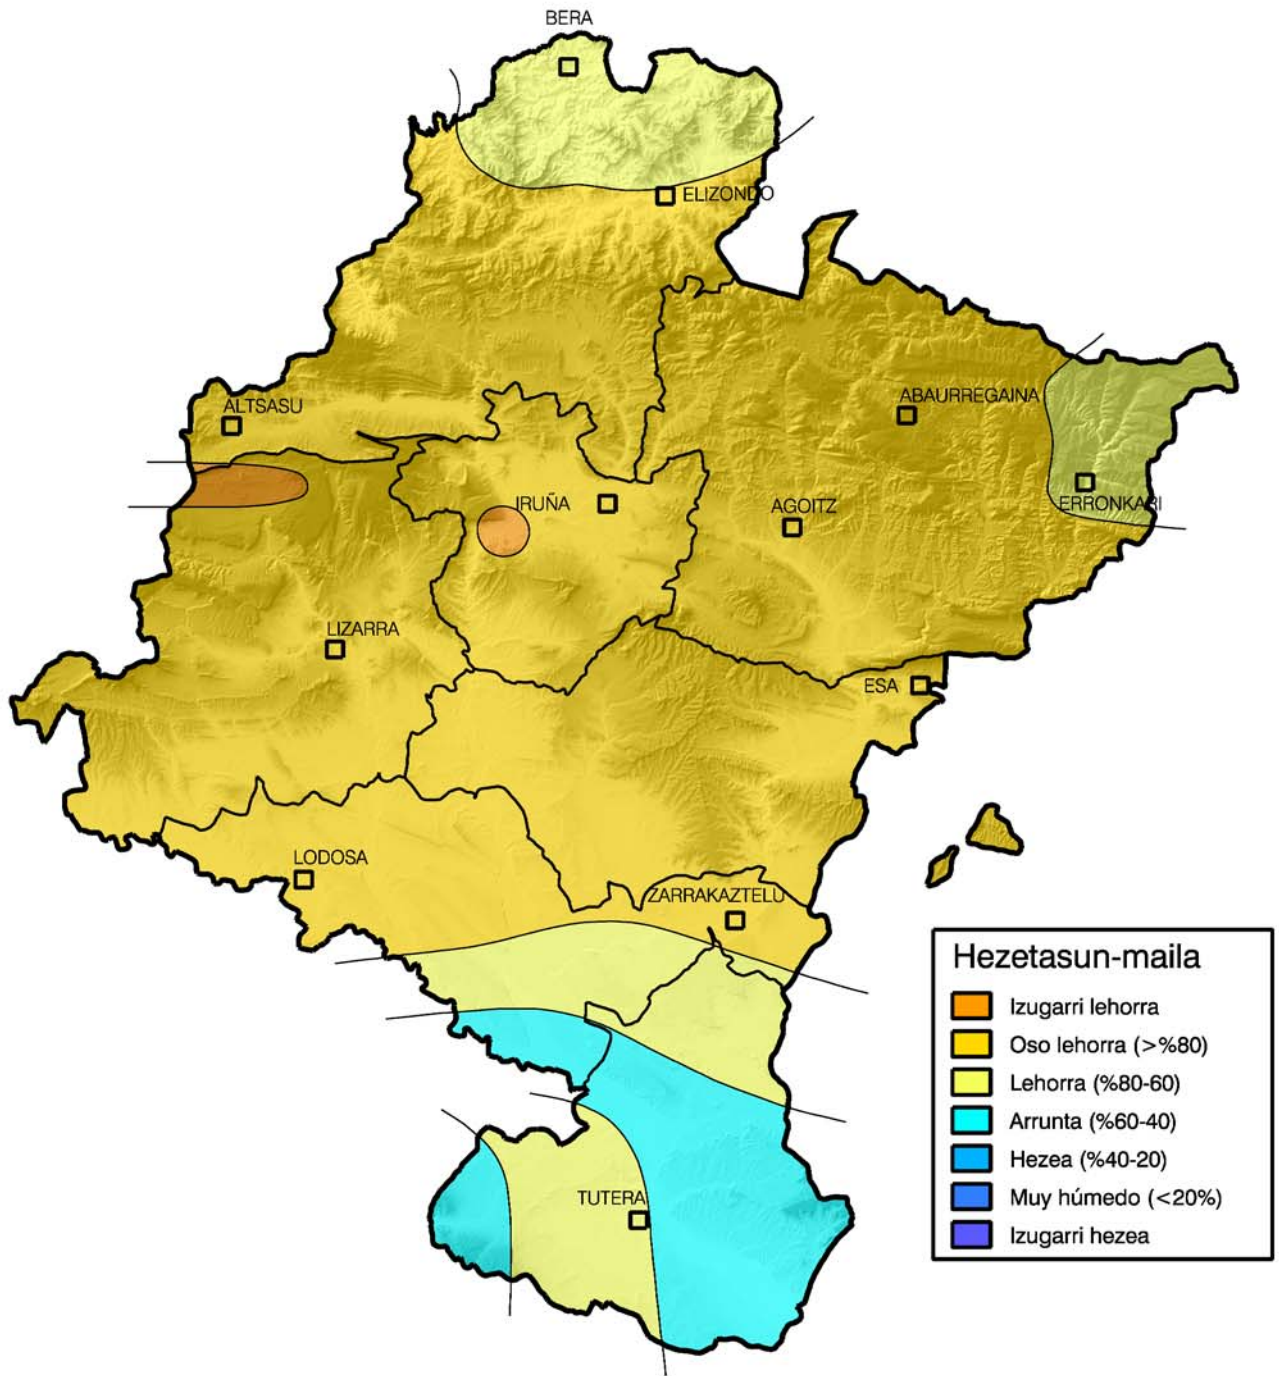 BERA
ELIZONDO
ALTSASU
ABAURREGAINA
IRUÑA
AGOITZ
ERRONKARI
LIZARRA
ESA
LODOSA
ZARRAKAZTELU
TUTERA
Hezetasun-maila
Izugarri lehorra
Oso lehorra (>%80)
Lehorra (%80-60)
Arrunta (%60-40)
Hezea (%40-20)
Muy húmedo (<20%)
Izugarri hezea